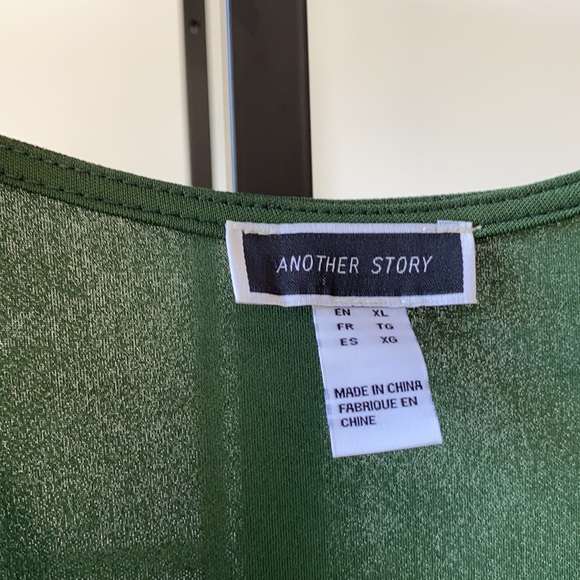 ANOTHER STORY
EN XL
FR TG
ES XG
MADE IN CHINA
FABRIQUE EN
CHINE